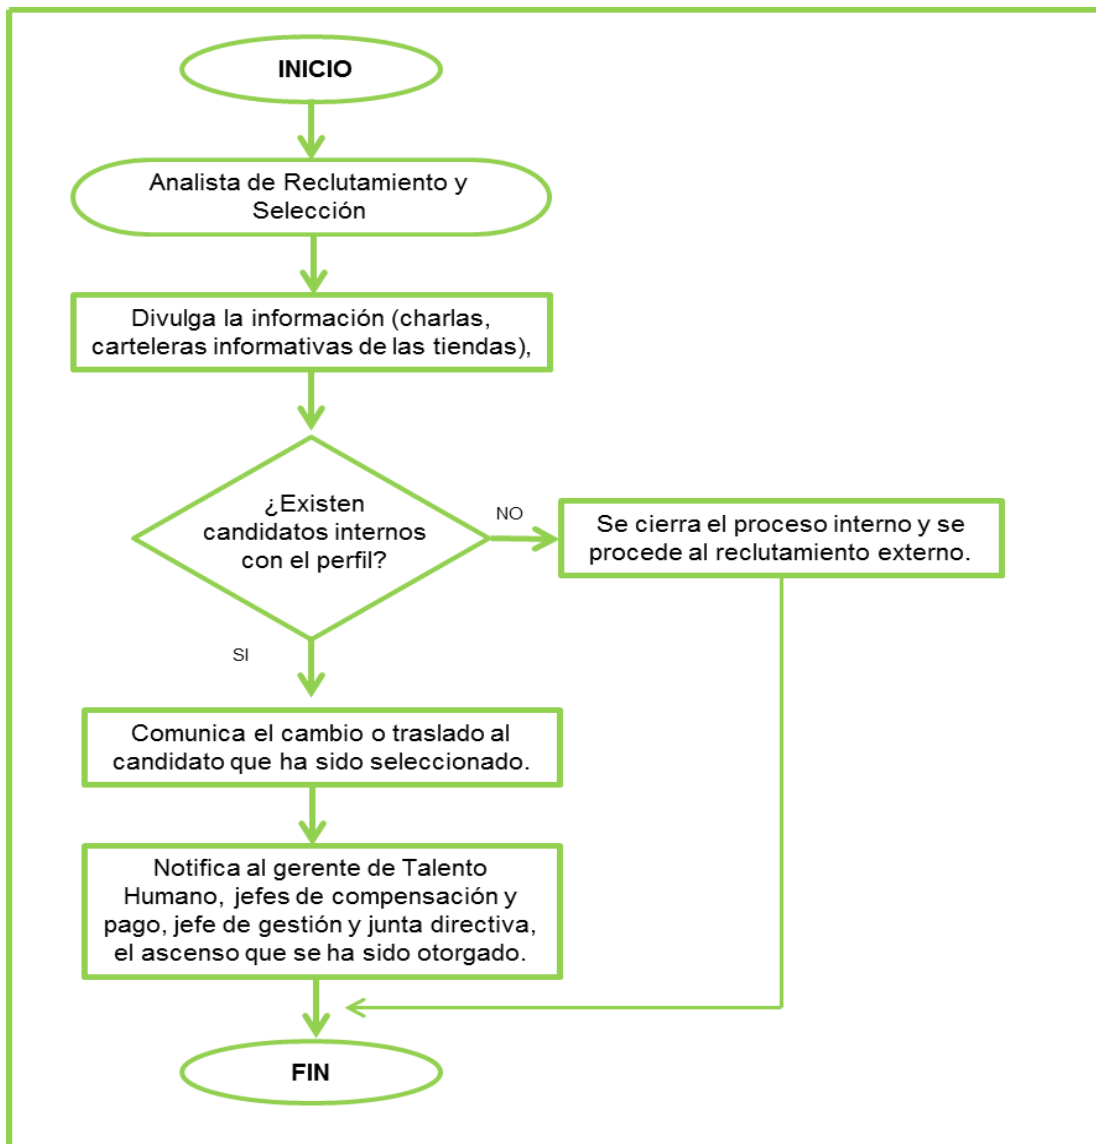 INICIO
Analista de Reclutamiento y
Selección
Divulga la información (charlas,
carteleras informativas de las tiendas),
¿Existen
candidatos internos
con el perfil?
NO
Se cierra el proceso interno y se
procede al reclutamiento externo.
SI
Comunica el cambio o traslado al
candidato que ha sido seleccionado.
Notifica al gerente de Talento
Humano, jefes de compensación y
pago, jefe de gestión y junta directiva,
el ascenso que se ha sido otorgado.
FIN